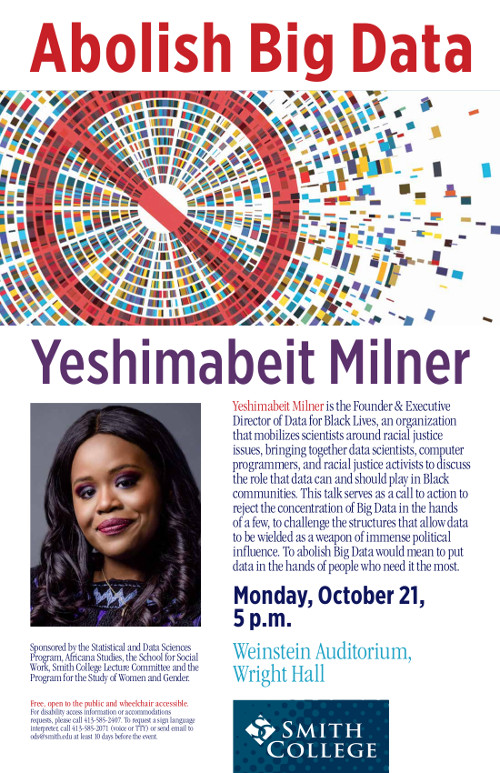 Abolish Big Data
Yeshimabeit Milner
Yeshimabeit Milner is the Founder & Executive
Director of Data for Black Lives, an organization
that mobilizes scientists around racial justice
issues, bringing together data scientists, computer
programmers, and racial justice activists to discuss
the role that data can and should play in Black
communities. This talk serves as a call to action to
reject the concentration of Big Data in the hands
of a few, to challenge the structures that allow data
to be wielded as a weapon of immense political
influence. To abolish Big Data would mean to put
data in the hands of people who need it the most.
Monday, October 21,
5 p.m.
Weinstein Auditorium,
Wright Hall
Sponsored by the Statistical and Data Sciences
Program, Africana Studies, the School for Social
Work, Smith College Lecture Committee and the
Program for the Study of Women and Gender.
Free, open to the public and wheelchair accessible.
For disability access information or accommodations
requests, please call 413-585-2407. To request a sign language
interpreter, call 413-585-2071 (voice or TTY) or send email to
ods@smith.edu at least 10 days before the event.
SMITH
COLLEGE